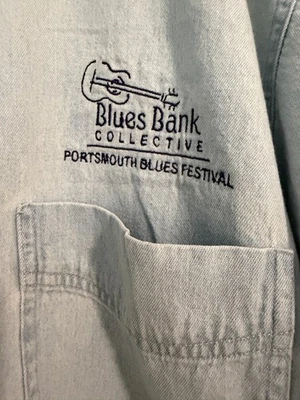 Blues Bank
COLLECTIVE
PORTSMOUTH BLUES FESTIVAL